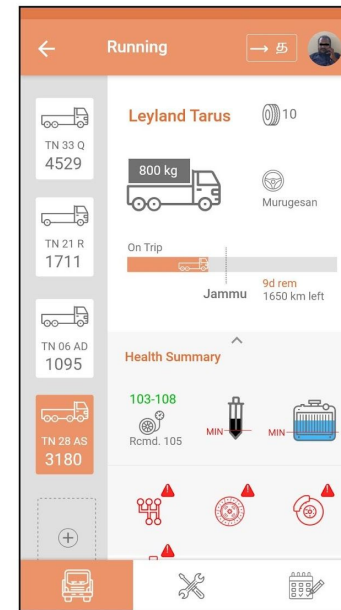 Running
→ த
TN 33 Q
4529
TN 21 R
1711
TN 06 AD
1095
TN 28 AS
3180
Leyland Tarus
10
800 kg
Murugesan
On Trip
Jammu
9d rem
1650 km left
Health Summary
103-108
Rcmd. 105
MIN
MIN